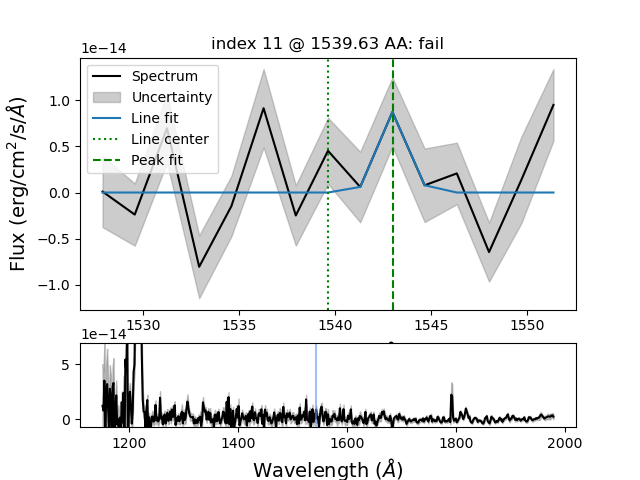 index 11 @ 1539.63 AA: fail
1e−14
Spectrum
Uncertainty
Line fit
Line center
Peak fit
1.0
0.5
0.0
−0.5
−1.0
Flux (erg/cm²/s/Å)
1530 1535 1540 1545 1550
1e−14
5
0
1200 1400 1600 1800 2000
Wavelength (Å)